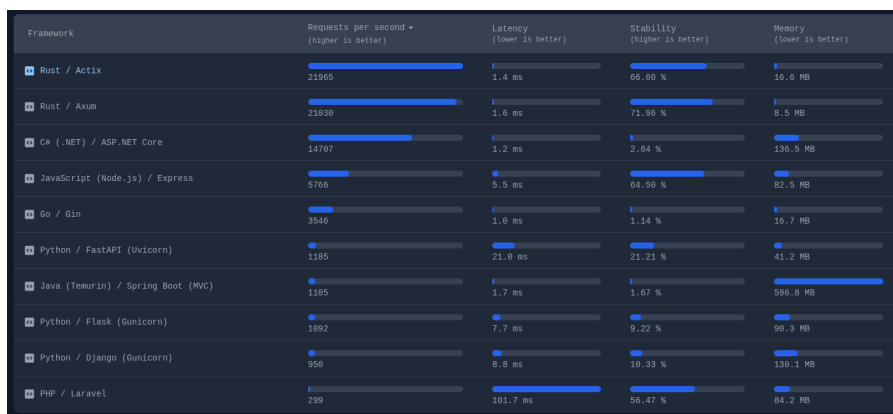 Framework Requests per second Latency Stability Memory
(higher is better) (lower is better) (higher is better) (lower is better)
Rust / Actix 21965 1.4 ms 66.60 % 16.6 MB
Rust / Axum 21030 1.6 ms 71.96 % 8.5 MB
C# (.NET) / ASP.NET Core 14707 1.2 ms 2.64 % 136.5 MB
JavaScript (Node.js) / Express 5766 5.5 ms 64.50 % 82.5 MB
Go / Gin 3546 1.0 ms 1.14 % 16.7 MB
Python / FastAPI (Uvicorn) 1185 21.0 ms 21.21 % 41.2 MB
Java (Temurin) / Spring Boot (MVC) 1105 1.7 ms 1.67 % 596.8 MB
Python / Flask (Gunicorn) 1092 7.7 ms 9.22 % 90.3 MB
Python / Django (Gunicorn) 950 8.8 ms 10.33 % 130.1 MB
PHP / Laravel 299 101.7 ms 56.47 % 84.2 MB